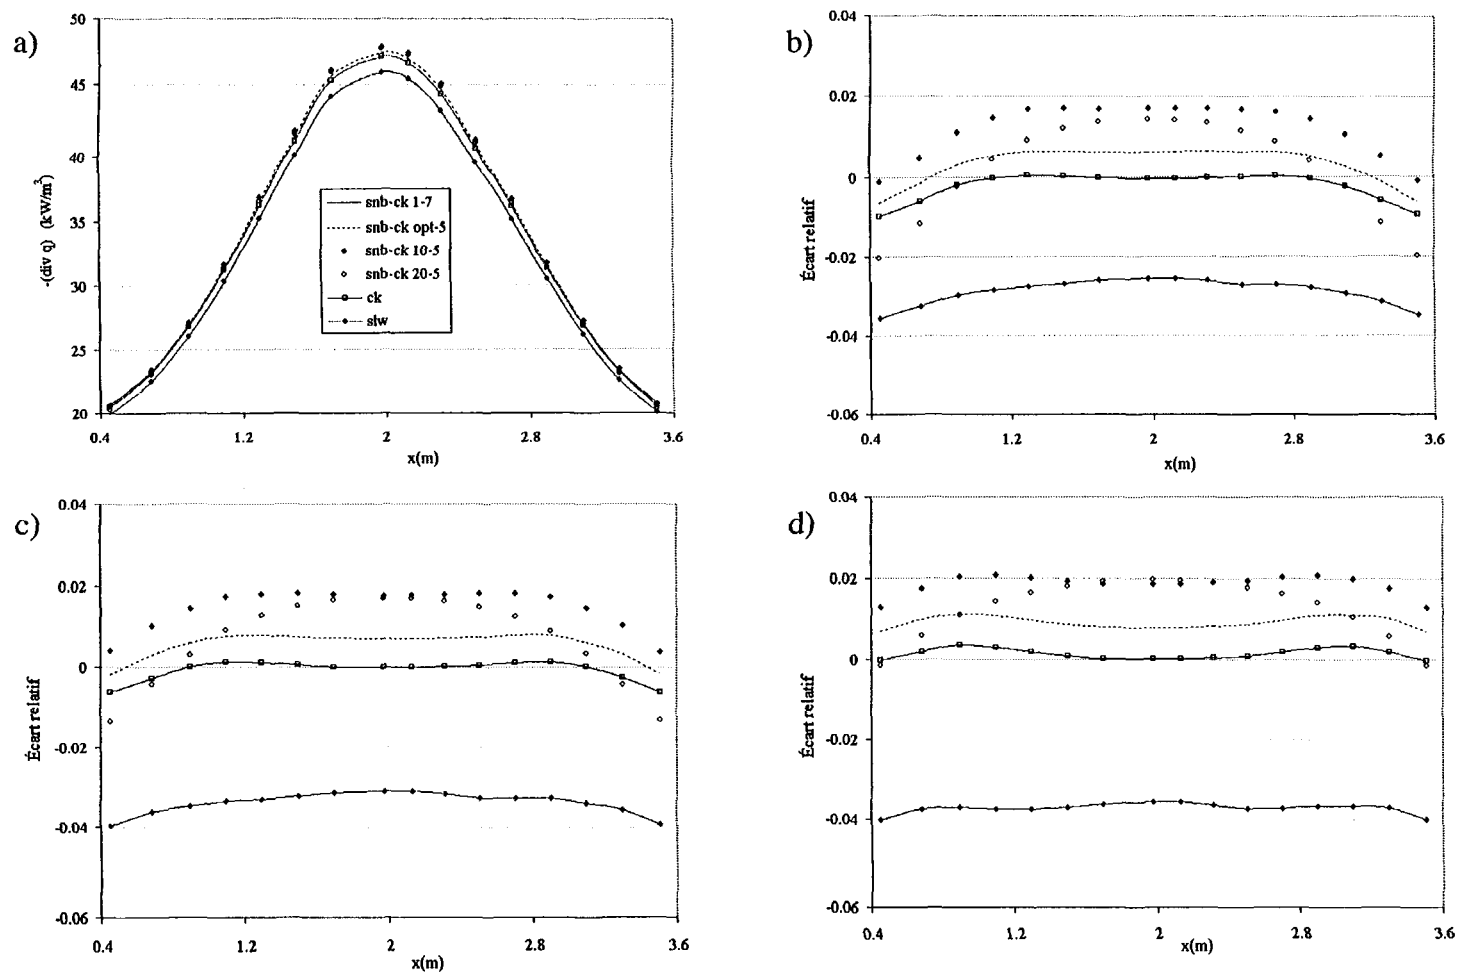 a)
50
45
40
35
30
25
20
-(div q) (kW/m³)
snb-ck 1-7
snb-ck opt-5
snb-ck 10-5
snb-ck 20-5
ck
slw
0.4 1.2 2 2.9 3.6
x(m)
b)
0.04
0.02
0
-0.02
-0.04
-0.06
Écart relatif
0.4 1.2 2 2.8 3.6
x(m)
c)
0.04
0.02
0
-0.02
-0.04
-0.06
Écart relatif
0.4 1.2 2 2.8 3.6
x(m)
d)
0.04
0.02
0
-0.02
-0.04
-0.06
Écart relatif
0.4 1.2 2 2.8 3.6
x(m)